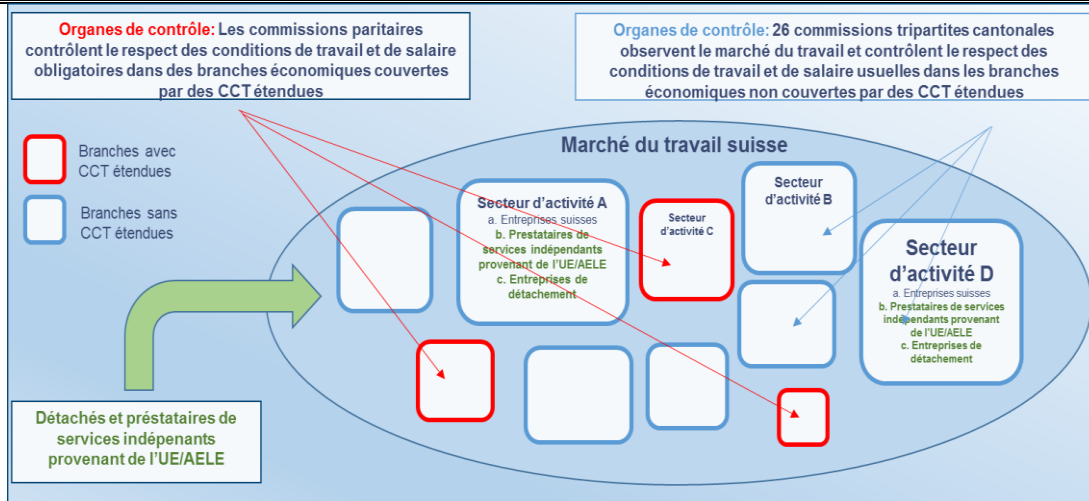 Organes de contrôle: Les commissions paritaires
contrôlent le respect des conditions de travail et de salaire
obligatoires dans des branches économiques couvertes
par des CCT étendues
Organes de contrôle: 26 commissions tripartites cantonales
observent le marché du travail et contrôlent le respect des
conditions de travail et de salaire usuelles dans les branches
économiques non couvertes par des CCT étendues
Branches avec
CCT étendues
Branches sans
CCT étendues
Marché du travail suisse
Secteur d'activité A
a. Entreprises suisses
b. Prestataires de
services indépendants
provenant de l'UE/AELE
c. Entreprises de
détachement
Secteur
d'activité C
Secteur
d'activité B
Secteur
d'activité D
a. Entreprises suisses
b. Prestataires de services
indépendants provenant
de l'UE/AELE
c. Entreprises de
détachement
Détachés et préstataires de
services indépenants
provenant de l'UE/AELE